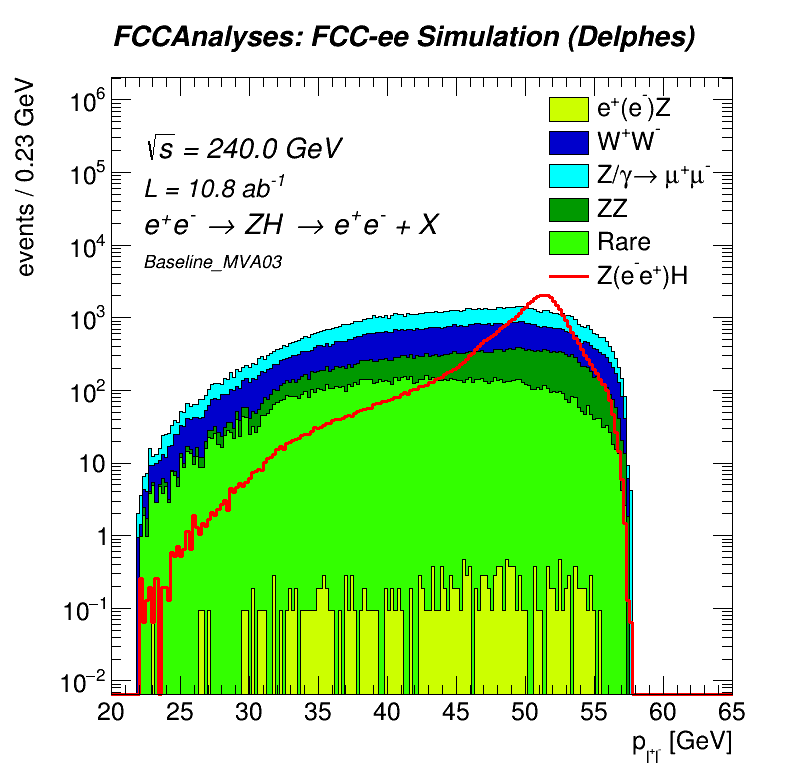 FCCAnalyses: FCC-ee Simulation (Delphes)
events / 0.23 GeV
10⁶
10⁵
10⁴
10³
10²
10
1
10⁻¹
10⁻²
√s = 240.0 GeV
L = 10.8 ab⁻¹
e⁺e⁻ → ZH → e⁺e⁻ + X
Baseline_MVA03
e⁺(e⁻)Z
W⁺W⁻
Z/γ→ μ⁺μ⁻
ZZ
Rare
Z(e⁻e⁺)H
20 25 30 35 40 45 50 55 60 65
p_l⁺l⁻ [GeV]